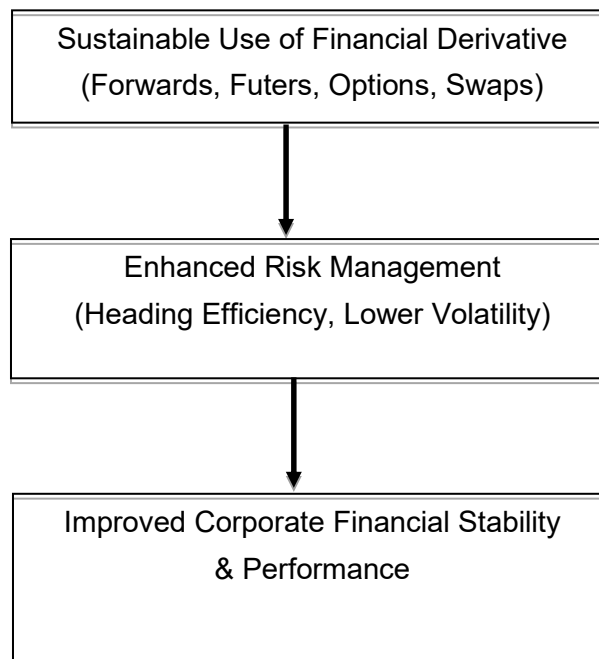 Sustainable Use of Financial Derivative
(Forwards, Futers, Options, Swaps)
Enhanced Risk Management
(Heading Efficiency, Lower Volatility)
Improved Corporate Financial Stability
& Performance